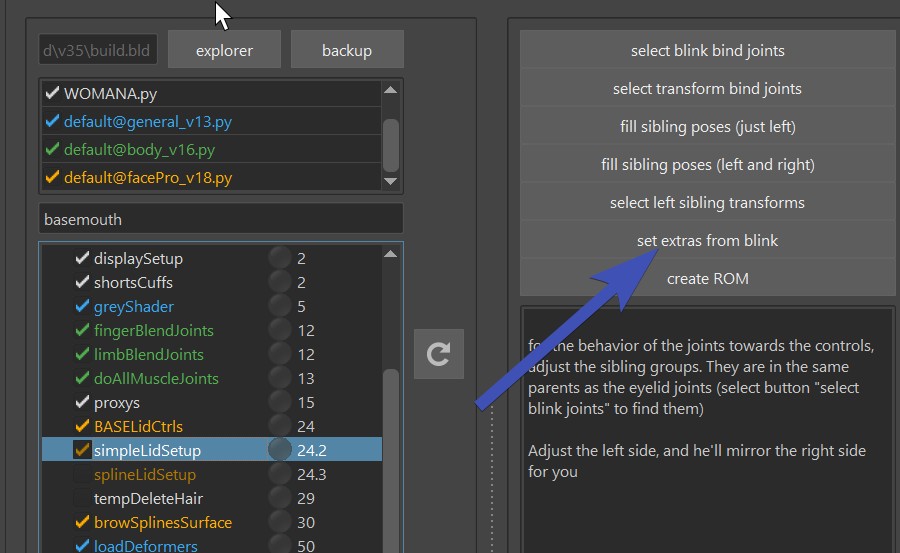 d\v35\build.bld
explorer
backup
WOMANA.py
default@general_v13.py
default@body_v16.py
default@facePro_v18.py
basemouth
displaySetup 2
shortsCuffs 2
greyShader 5
fingerBlendJoints 12
limbBlendJoints 12
doAllMuscleJoints 13
proxys 15
BASELidCtrls 24
simpleLidSetup 24.2
splineLidSetup 24.3
tempDeleteHair 29
browSplinesSurface 30
loadDeformers 50
select blink bind joints
select transform bind joints
fill sibling poses (just left)
fill sibling poses (left and right)
select left sibling transforms
set extras from blink
create ROM
for the behavior of the joints towards the controls,
adjust the sibling groups. They are in the same
parents as the eyelid joints (select button "select
blink joints" to find them)
Adjust the left side, and he'll mirror the right side
for you